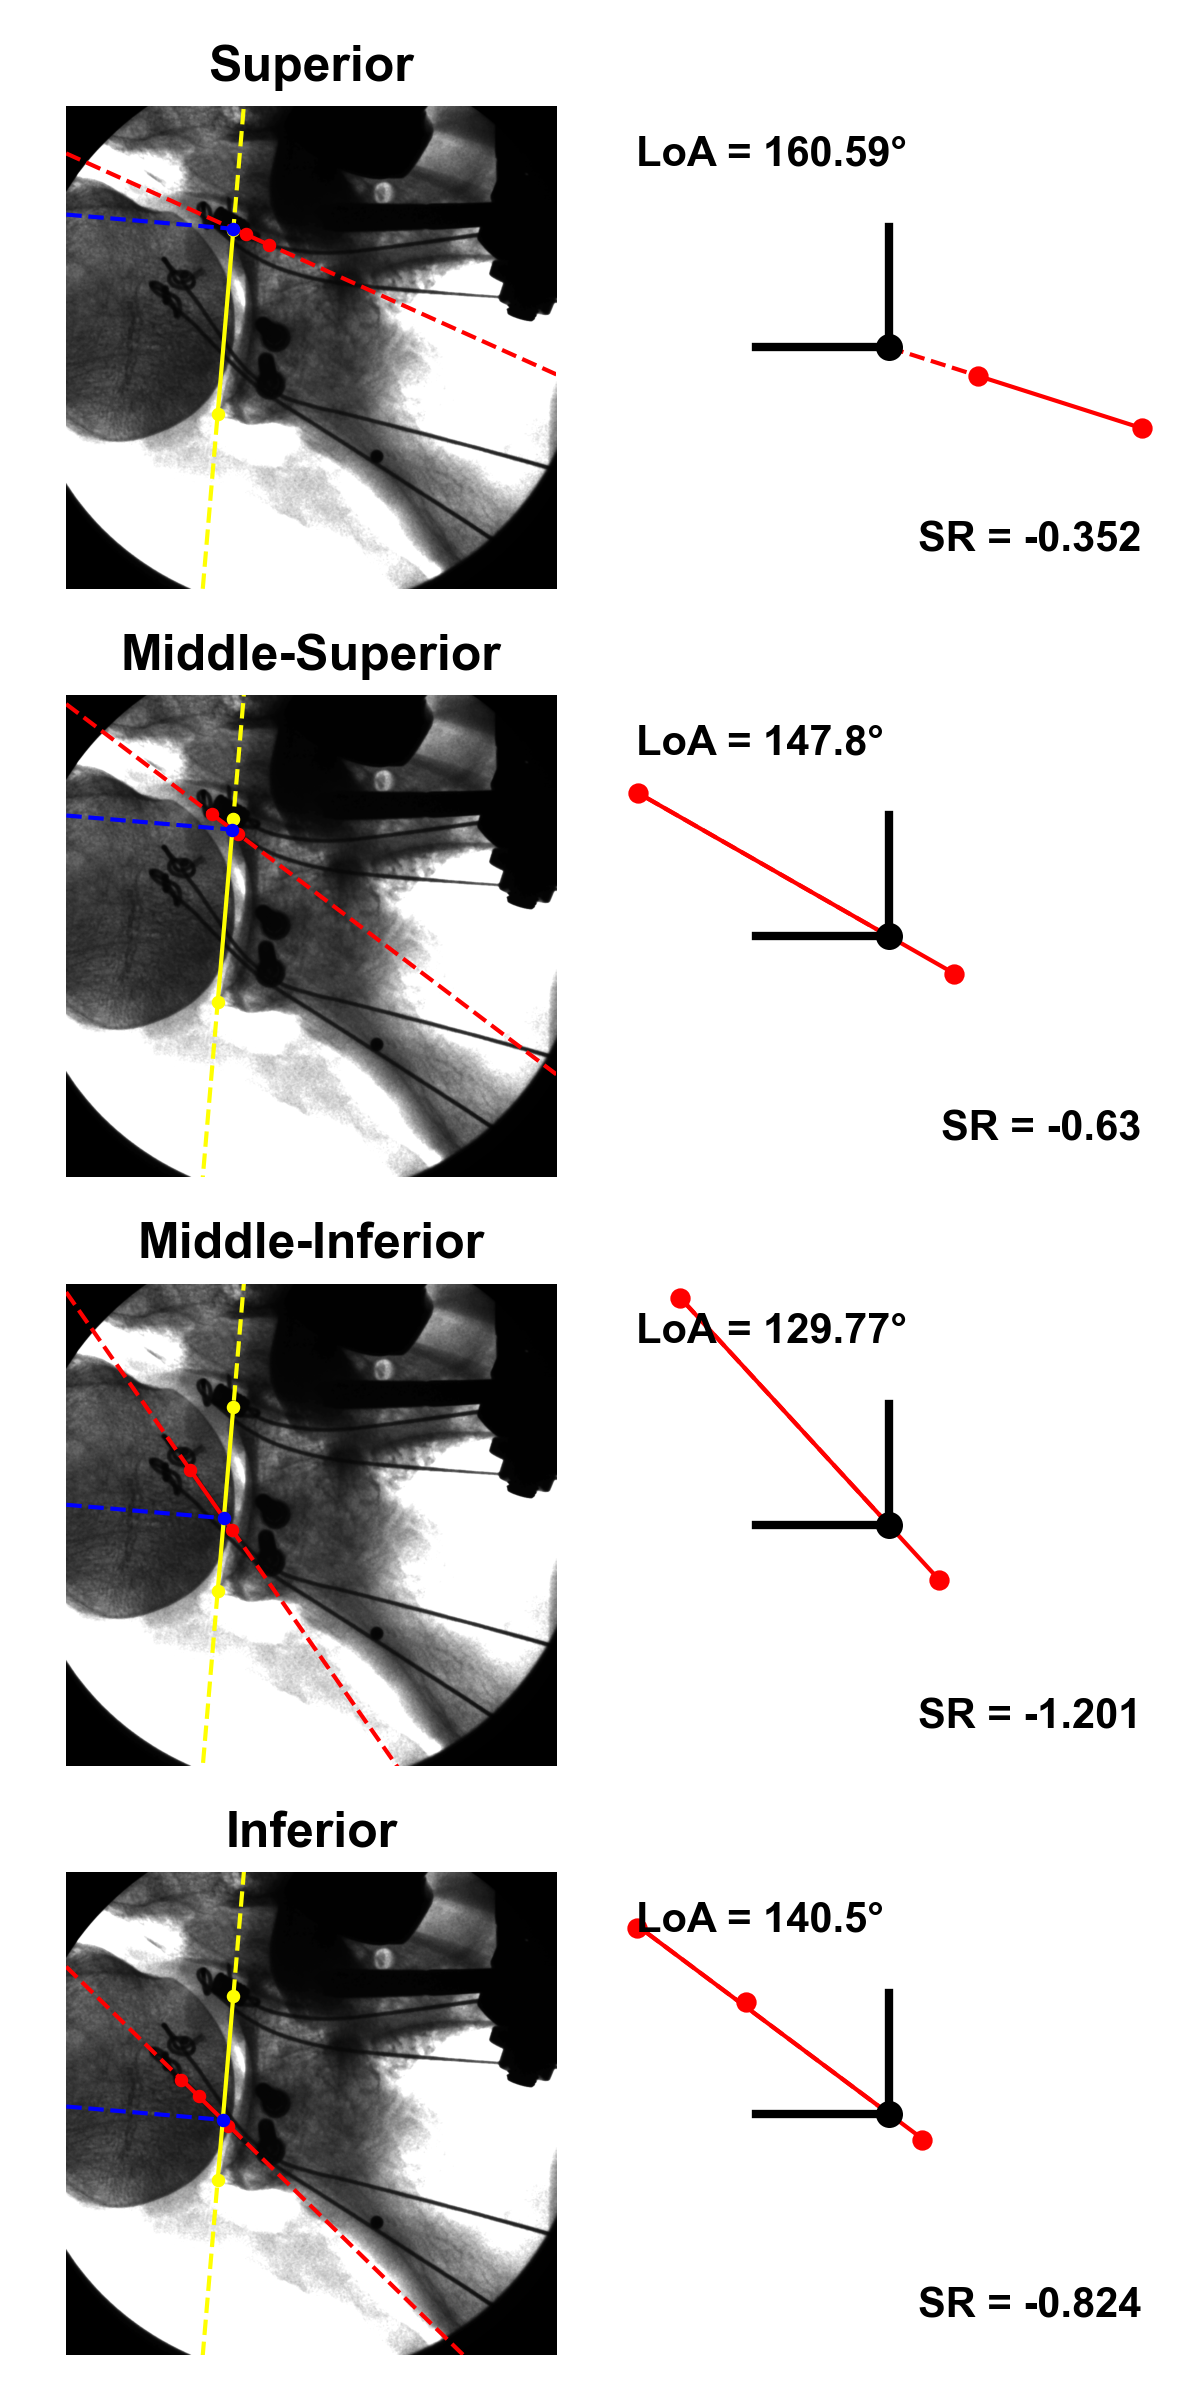 Superior
LoA = 160.59°
SR = -0.352
Middle-Superior
LoA = 147.8°
SR = -0.63
Middle-Inferior
LoA = 129.77°
SR = -1.201
Inferior
LoA = 140.5°
SR = -0.824